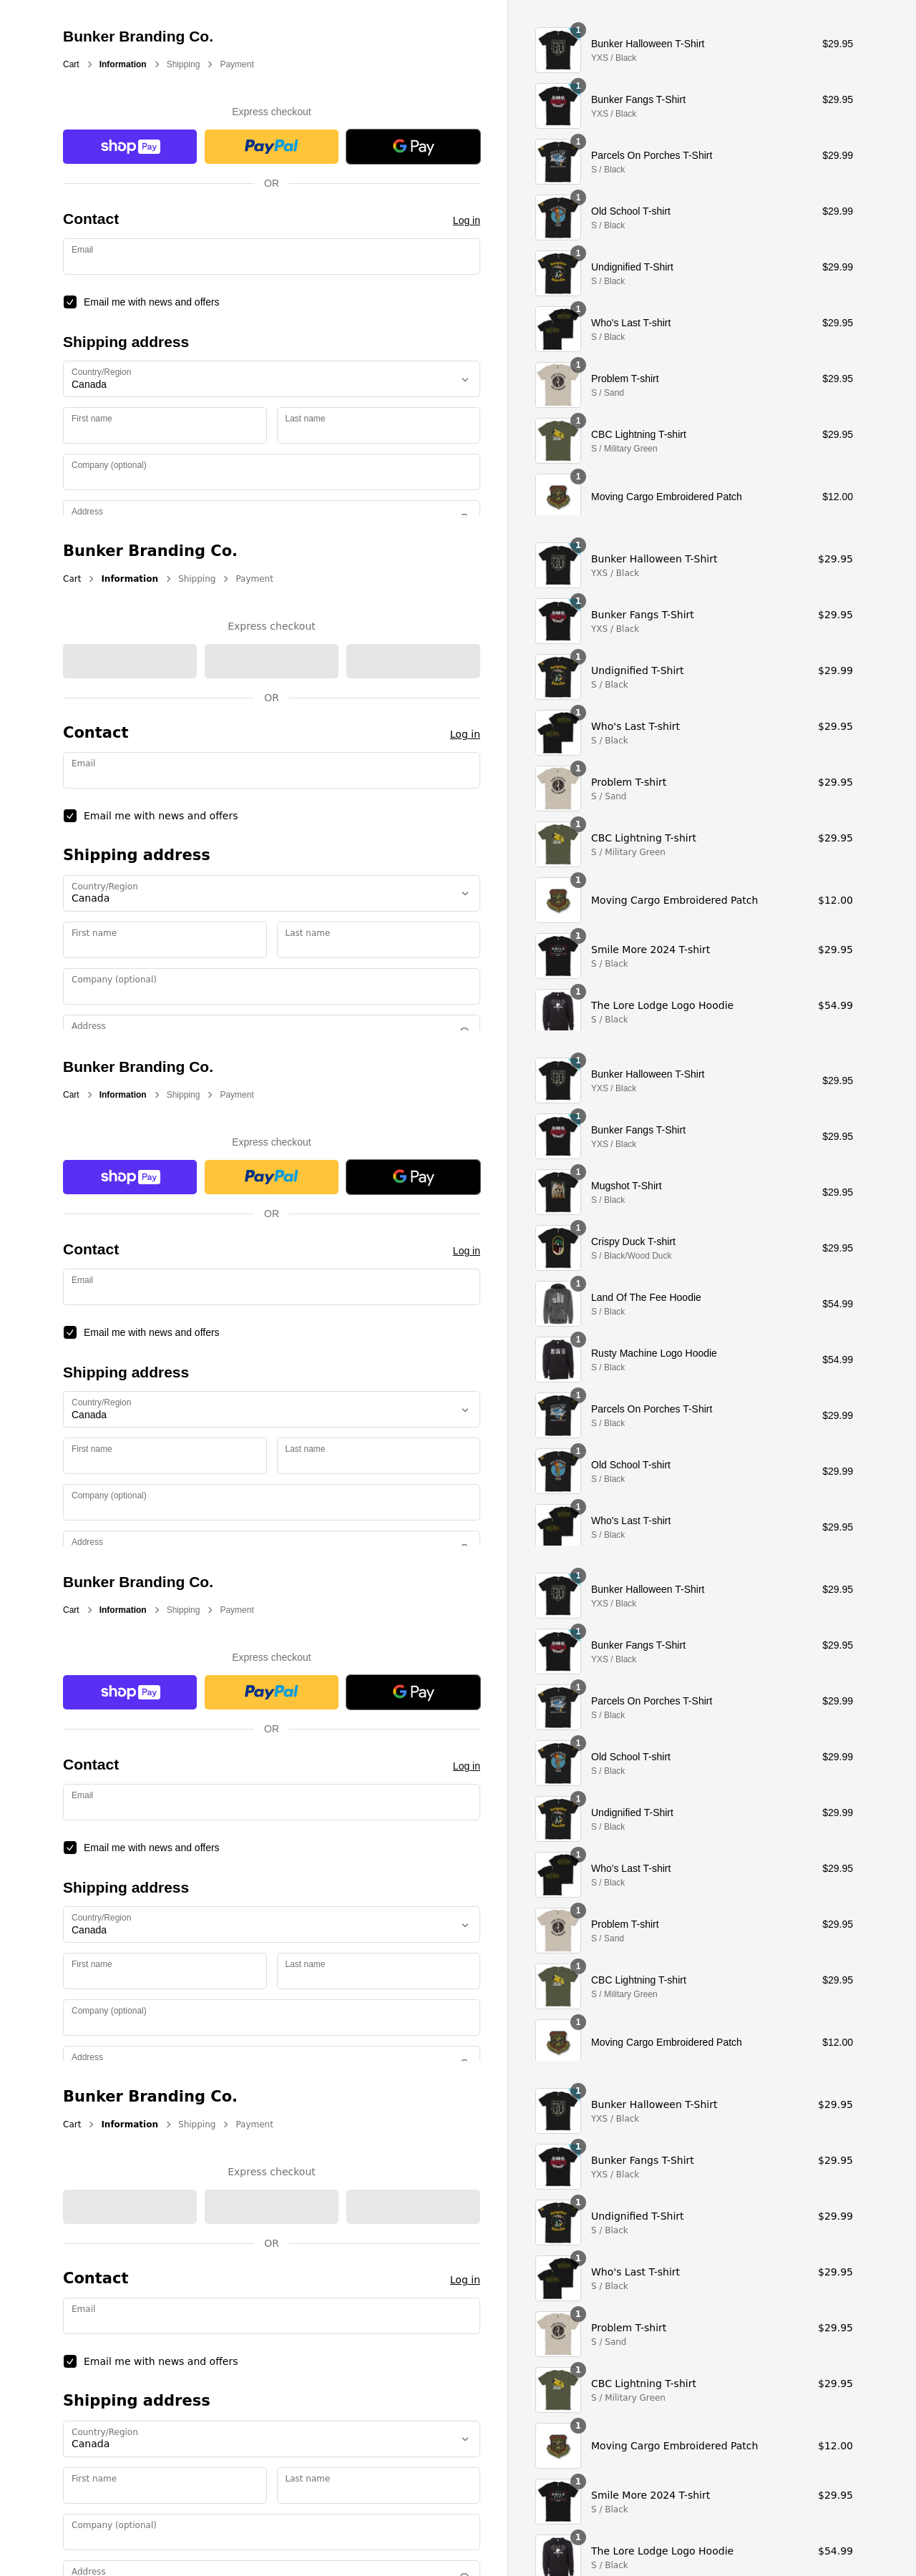 Bunker Branding Co.
Cart > Information > Shipping > Payment
Express checkout
shop Pay
PayPal
G Pay
OR
Contact
Log in
Email
Email me with news and offers
Shipping address
Country/Region
Canada
First name
Last name
Company (optional)
Address
1
Bunker Halloween T-Shirt
$29.95
YXS / Black
1
Bunker Fangs T-Shirt
$29.95
YXS / Black
1
Parcels On Porches T-Shirt
$29.99
S / Black
1
Old School T-shirt
$29.99
S / Black
1
Undignified T-Shirt
$29.99
S / Black
1
Who's Last T-shirt
$29.95
S / Black
1
Problem T-shirt
$29.95
S / Sand
1
CBC Lightning T-shirt
$29.95
S / Military Green
1
Moving Cargo Embroidered Patch
$12.00
Bunker Branding Co.
Cart > Information > Shipping > Payment
Express checkout
OR
Contact
Log in
Email
Email me with news and offers
Shipping address
Country/Region
Canada
First name
Last name
Company (optional)
Address
1
Bunker Halloween T-Shirt
$29.95
YXS / Black
1
Bunker Fangs T-Shirt
$29.95
YXS / Black
1
Undignified T-Shirt
$29.99
S / Black
1
Who's Last T-shirt
$29.95
S / Black
1
Problem T-shirt
$29.95
S / Sand
1
CBC Lightning T-shirt
$29.95
S / Military Green
1
Moving Cargo Embroidered Patch
$12.00
1
Smile More 2024 T-shirt
$29.95
S / Black
1
The Lore Lodge Logo Hoodie
$54.99
S / Black
Bunker Branding Co.
Cart > Information > Shipping > Payment
Express checkout
shop Pay
PayPal
G Pay
OR
Contact
Log in
Email
Email me with news and offers
Shipping address
Country/Region
Canada
First name
Last name
Company (optional)
Address
1
Bunker Halloween T-Shirt
$29.95
YXS / Black
1
Bunker Fangs T-Shirt
$29.95
YXS / Black
1
Mugshot T-Shirt
$29.95
S / Black
1
Crispy Duck T-shirt
$29.95
S / Black/Wood Duck
1
Land Of The Fee Hoodie
$54.99
S / Black
1
Rusty Machine Logo Hoodie
$54.99
S / Black
1
Parcels On Porches T-Shirt
$29.99
S / Black
1
Old School T-shirt
$29.99
S / Black
1
Who's Last T-shirt
$29.95
S / Black
Bunker Branding Co.
Cart > Information > Shipping > Payment
Express checkout
shop Pay
PayPal
G Pay
OR
Contact
Log in
Email
Email me with news and offers
Shipping address
Country/Region
Canada
First name
Last name
Company (optional)
Address
1
Bunker Halloween T-Shirt
$29.95
YXS / Black
1
Bunker Fangs T-Shirt
$29.95
YXS / Black
1
Parcels On Porches T-Shirt
$29.99
S / Black
1
Old School T-shirt
$29.99
S / Black
1
Undignified T-Shirt
$29.99
S / Black
1
Who's Last T-shirt
$29.95
S / Black
1
Problem T-shirt
$29.95
S / Sand
1
CBC Lightning T-shirt
$29.95
S / Military Green
1
Moving Cargo Embroidered Patch
$12.00
Bunker Branding Co.
Cart > Information > Shipping > Payment
Express checkout
OR
Contact
Log in
Email
Email me with news and offers
Shipping address
Country/Region
Canada
First name
Last name
Company (optional)
Address
1
Bunker Halloween T-Shirt
$29.95
YXS / Black
1
Bunker Fangs T-Shirt
$29.95
YXS / Black
1
Undignified T-Shirt
$29.99
S / Black
1
Who's Last T-shirt
$29.95
S / Black
1
Problem T-shirt
$29.95
S / Sand
1
CBC Lightning T-shirt
$29.95
S / Military Green
1
Moving Cargo Embroidered Patch
$12.00
1
Smile More 2024 T-shirt
$29.95
S / Black
1
The Lore Lodge Logo Hoodie
$54.99
S / Black